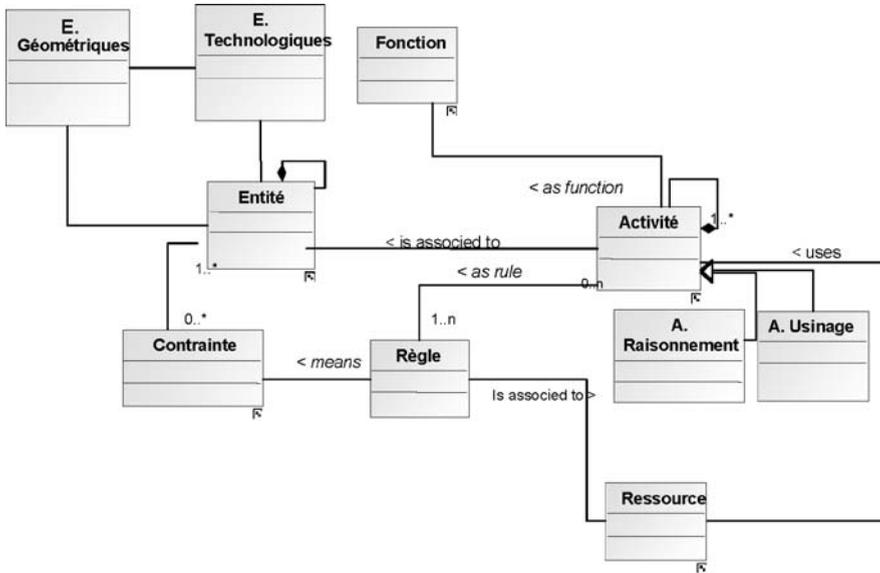 E.
Géométriques
E.
Technologiques
Fonction
Entité
< as function
Activité
1..*
< is associed to
< uses
1..*
< as rule
0..n
0..*
1..n
Contrainte
< means
Règle
A.
Raisonnement
A. Usinage
Is associed to >
Ressource